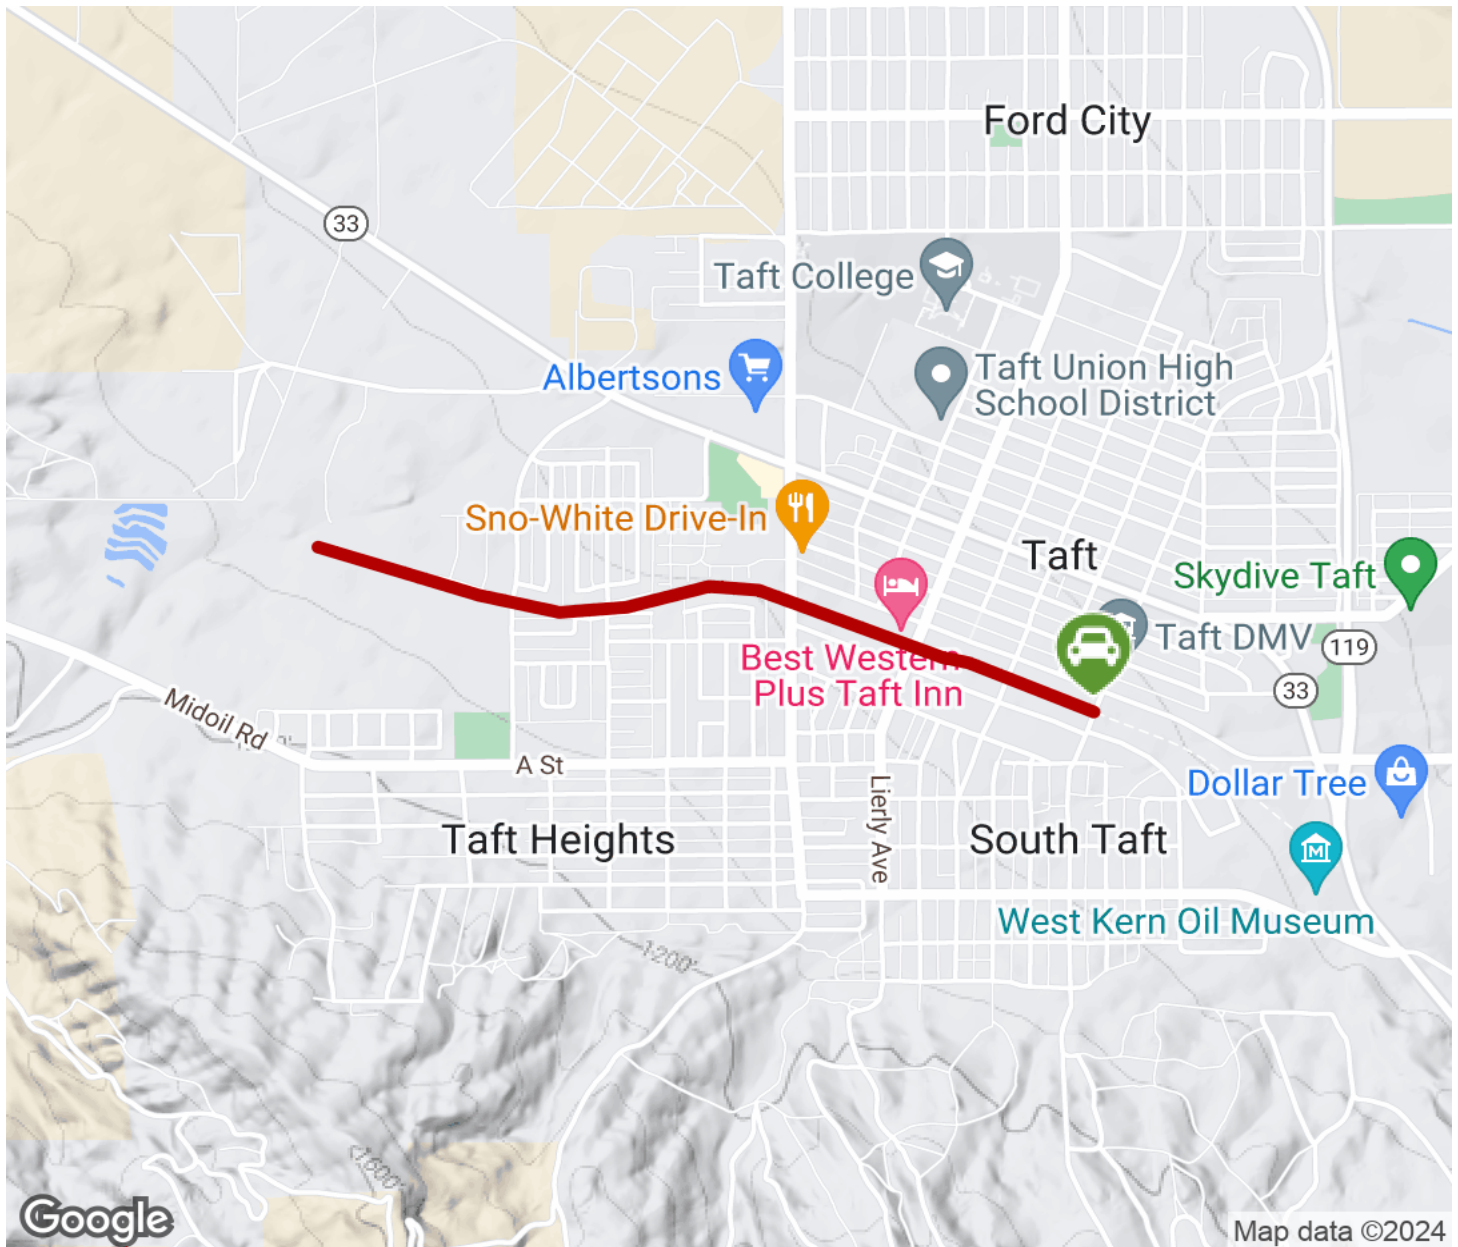 Ford City
33
Taft College
Taft Union High
School District
Albertsons
Sno-White Drive-In
Taft
Skydive Taft
Taft DMV
119
Best Western
Plus Taft Inn
33
Midoil Rd
A St
Dollar Tree
Lierly Ave
Taft Heights
South Taft
West Kern Oil Museum
1200'
1600'
Google
Map data ©2024